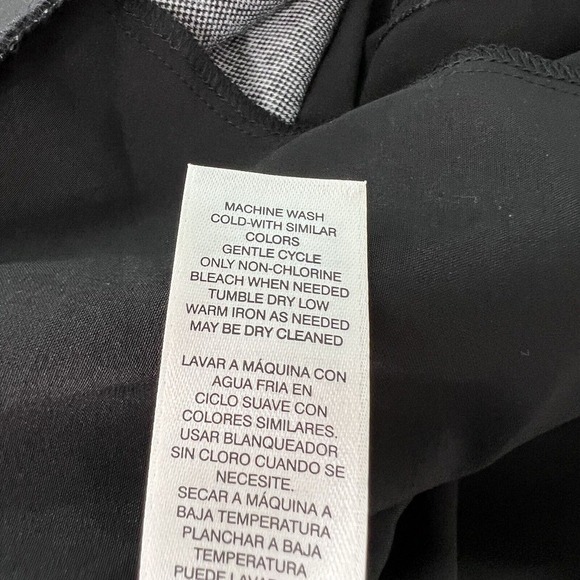 MACHINE WASH
COLD-WITH SIMILAR
COLORS
GENTLE CYCLE
ONLY NON-CHLORINE
BLEACH WHEN NEEDED
TUMBLE DRY LOW
WARM IRON AS NEEDED
MAY BE DRY CLEANED
LAVAR A MÁQUINA CON
AGUA FRIA EN
CICLO SUAVE CON
COLORES SIMILARES.
USAR BLANQUEADOR
SIN CLORO CUANDO SE
NECESITE.
SECAR A MÁQUINA A
BAJA TEMPERATURA
PLANCHAR A BAJA
TEMPERATURA
PUEDE